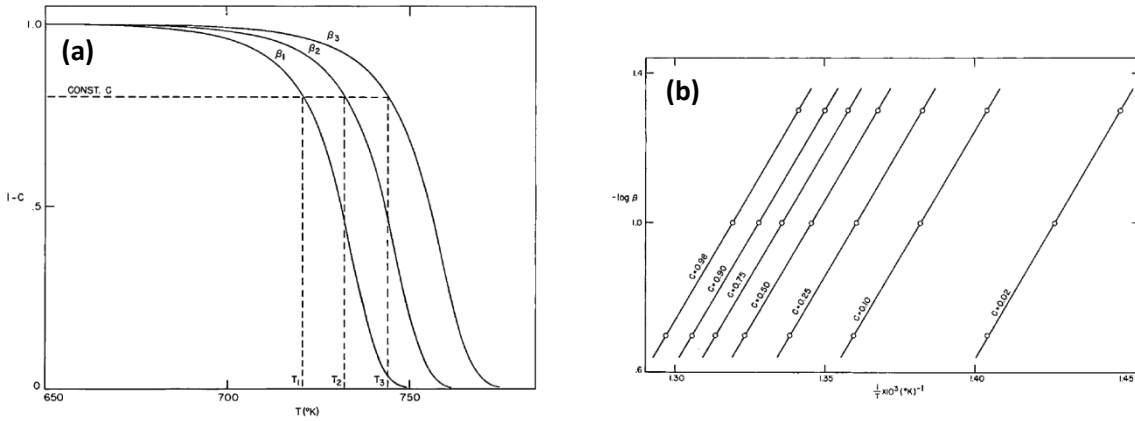 (a)
1.0
.5
0
I-C
CONST. C
β1
β2
β3
T1
T2
T3
650
700
750
T(°K)
(b)
1.4
1.0
.6
-log β
C=0.98
C=0.90
C=0.75
C=0.50
C=0.25
C=0.10
C=0.02
1.30
1.35
1.40
1.45
1/T x10³ (°K)⁻¹